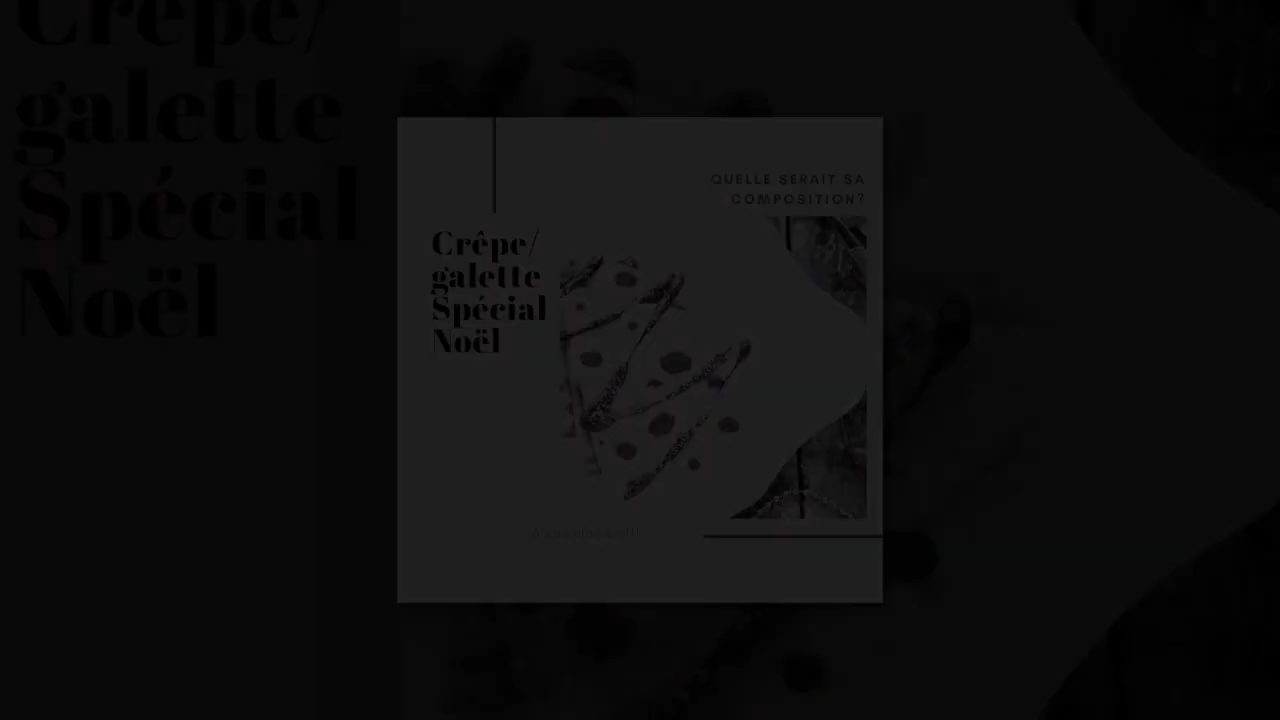 Crêpe/
galette
Spécial
Noël
QUELLE SERAIT SA
COMPOSITION?
Crêpe/
galette
Spécial
Noël